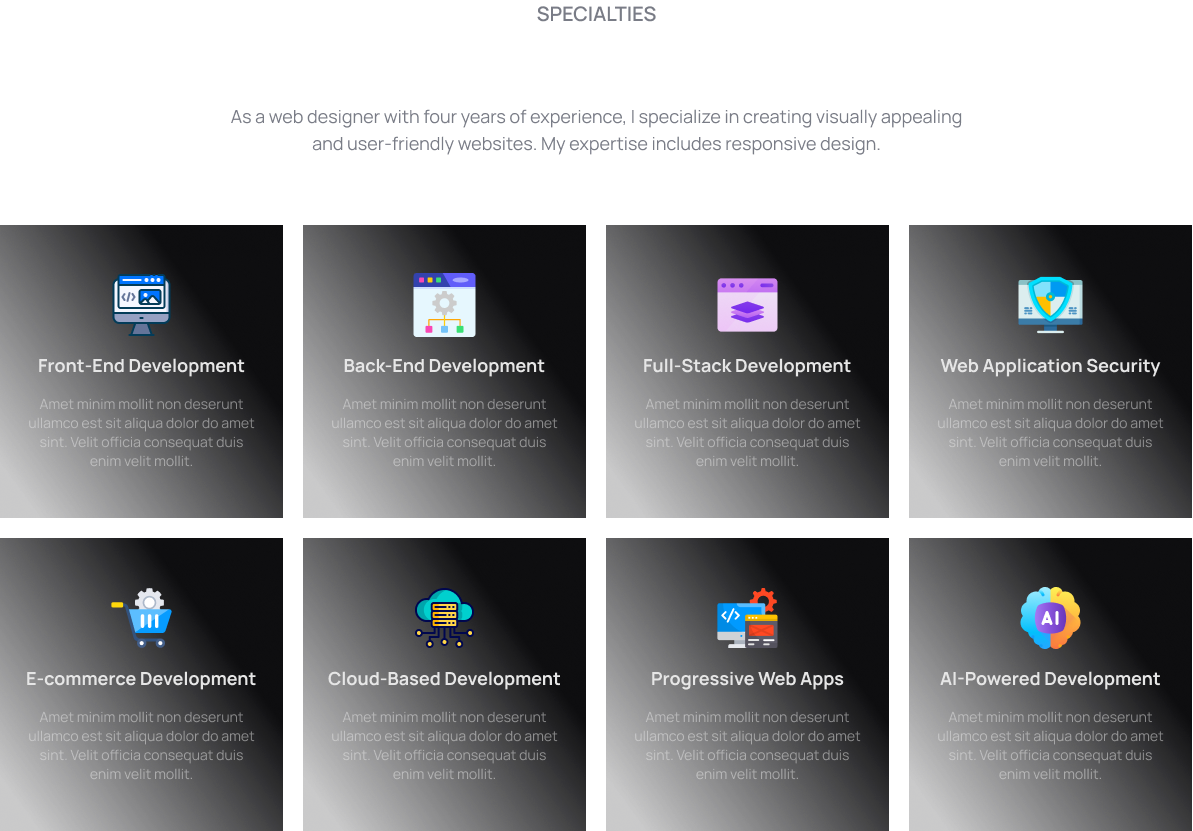 SPECIALTIES
As a web designer with four years of experience, I specialize in creating visually appealing
and user-friendly websites. My expertise includes responsive design.
Front-End Development
Amet minim mollit non deserunt
ullamco est sit aliqua dolor do amet
sint. Velit officia consequat duis
enim velit mollit.
Back-End Development
Amet minim mollit non deserunt
ullamco est sit aliqua dolor do amet
sint. Velit officia consequat duis
enim velit mollit.
Full-Stack Development
Amet minim mollit non deserunt
ullamco est sit aliqua dolor do amet
sint. Velit officia consequat duis
enim velit mollit.
Web Application Security
Amet minim mollit non deserunt
ullamco est sit aliqua dolor do amet
sint. Velit officia consequat duis
enim velit mollit.
E-commerce Development
Amet minim mollit non deserunt
ullamco est sit aliqua dolor do amet
sint. Velit officia consequat duis
enim velit mollit.
Cloud-Based Development
Amet minim mollit non deserunt
ullamco est sit aliqua dolor do amet
sint. Velit officia consequat duis
enim velit mollit.
</>
Progressive Web Apps
Amet minim mollit non deserunt
ullamco est sit aliqua dolor do amet
sint. Velit officia consequat duis
enim velit mollit.
AI
AI-Powered Development
Amet minim mollit non deserunt
ullamco est sit aliqua dolor do amet
sint. Velit officia consequat duis
enim velit mollit.